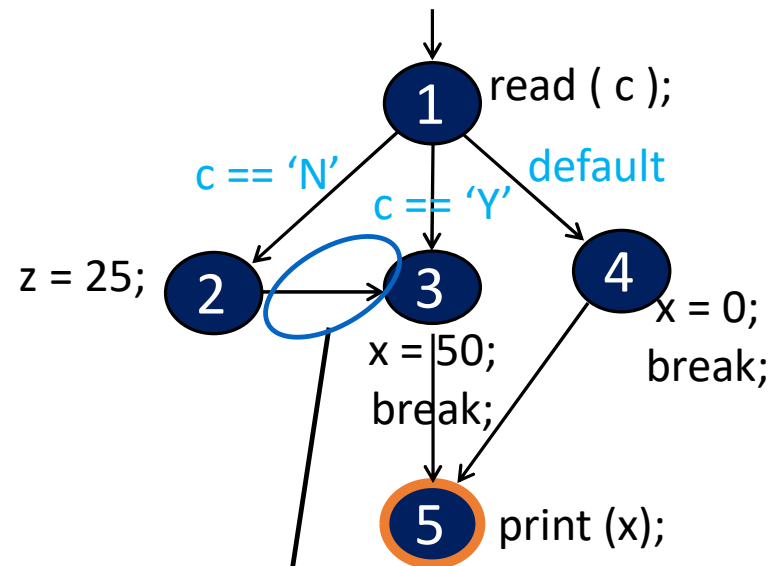 1
read ( c );
c == ‘N’
default
c == ‘Y’
z = 25;
2
3
4
x = 0;
break;
x = 50;
break;
5
print (x);